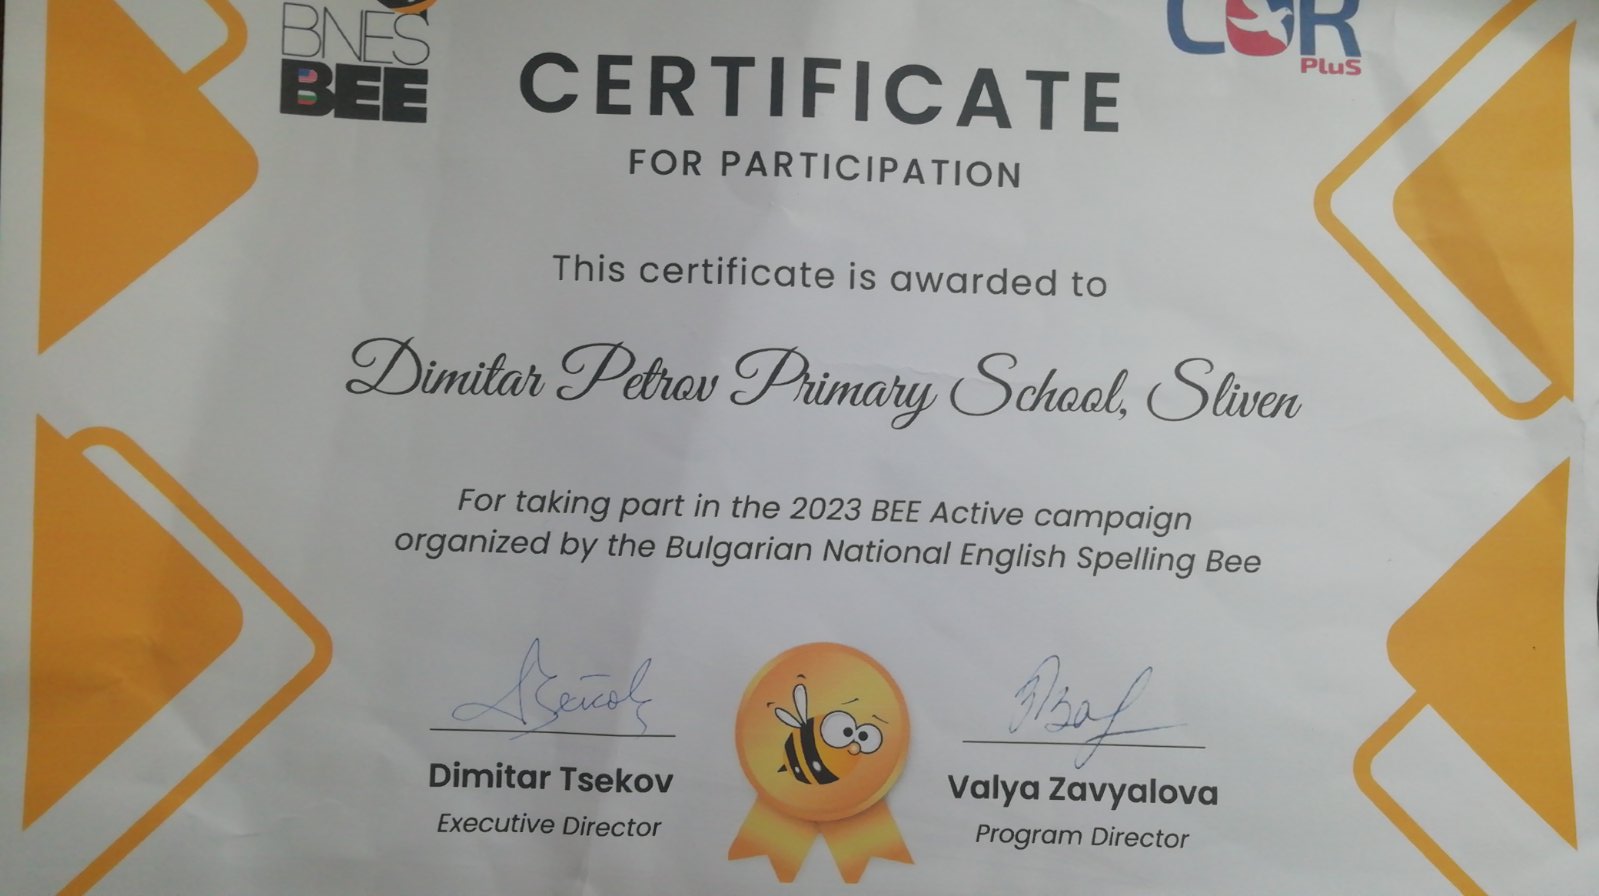 BNES
BEE
COR
PLuS
CERTIFICATE
FOR PARTICIPATION
This certificate is awarded to
Dimitar Petrov Primary School, Sliven
For taking part in the 2023 BEE Active campaign
organized by the Bulgarian National English Spelling Bee
Dimitar Tsekov
Executive Director
Valya Zavyalova
Program Director